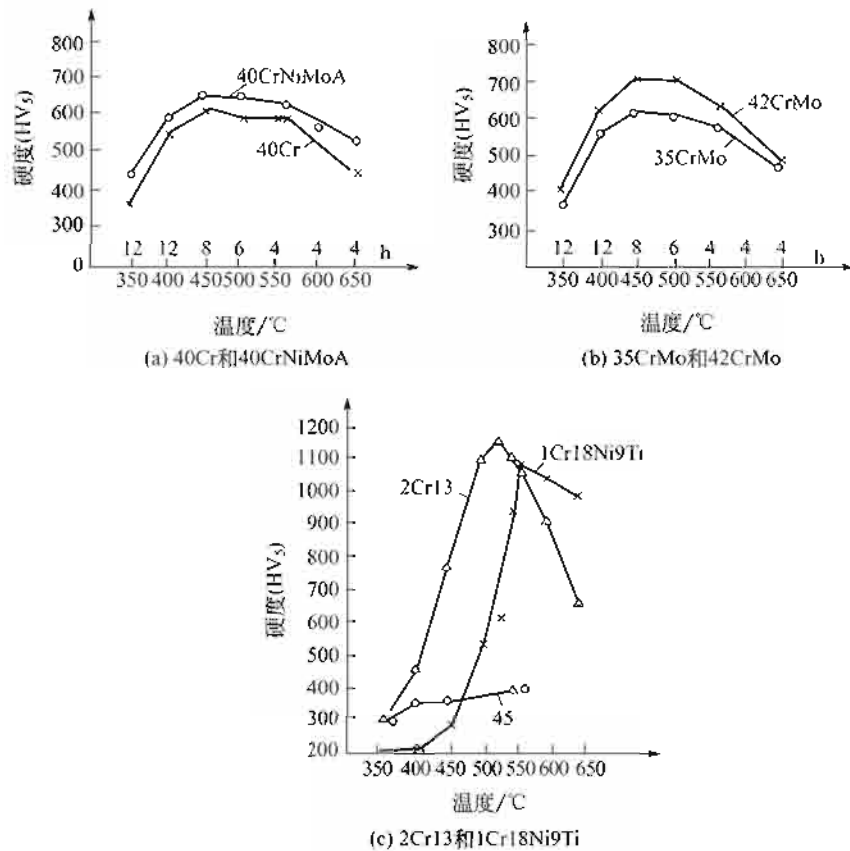 800
700
600
500
400
300
0
硬度(HV₅)
40CrNiMoA
40Cr
12 12 8 6 4 4 4 h
350 400 450 500 550 600 650
温度/℃
(a) 40Cr和40CrNiMoA
800
700
600
500
400
300
硬度(HV₅)
42CrMo
35CrMo
12 12 8 6 4 4 4 b
350 400 450 500 550 600 650
温度/℃
(b) 35CrMo和42CrMo
1200
1100
1000
900
800
700
600
500
400
300
200
硬度(HV₅)
1Cr18Ni9Ti
2Cr13
45
350 400 450 500 550 600 650
温度/℃
(c) 2Cr13和1Cr18Ni9Ti